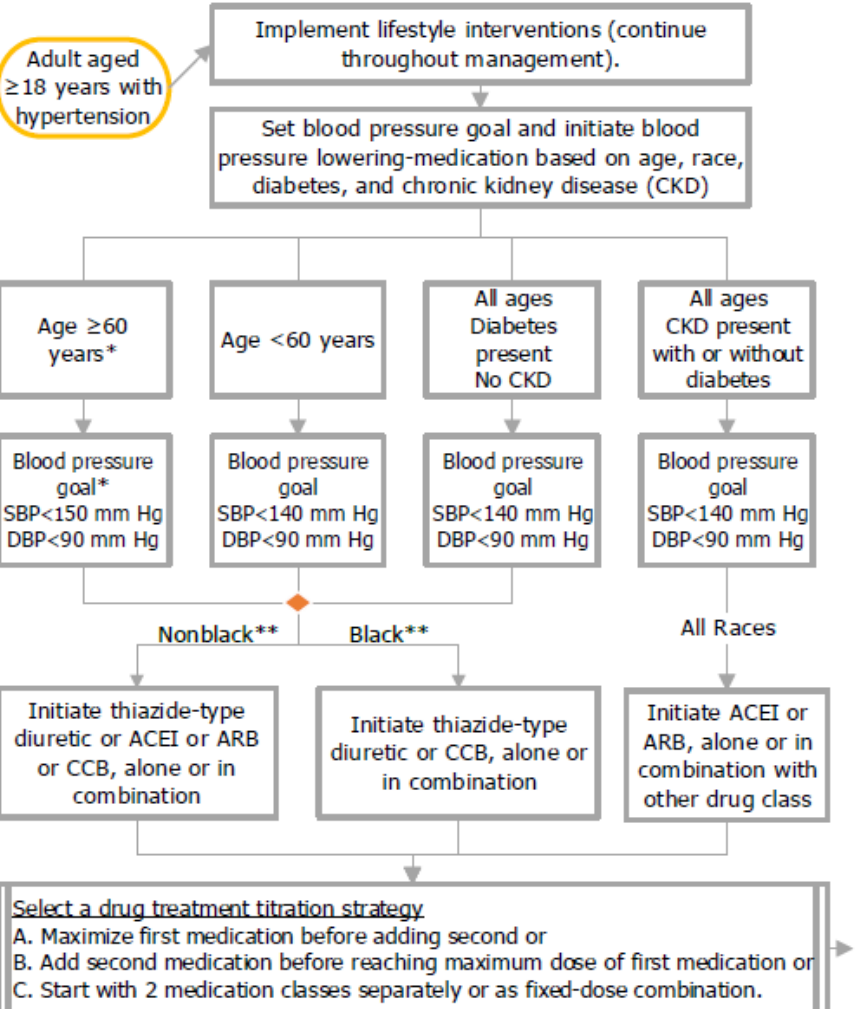 Adult aged
≥18 years with
hypertension
Implement lifestyle interventions (continue
throughout management).
Set blood pressure goal and initiate blood
pressure lowering-medication based on age, race,
diabetes, and chronic kidney disease (CKD)
Age ≥60
years*
Age <60 years
All ages
Diabetes
present
No CKD
All ages
CKD present
with or without
diabetes
Blood pressure
goal*
SBP<150 mm Hg
DBP<90 mm Hg
Blood pressure
goal
SBP<140 mm Hg
DBP<90 mm Hg
Blood pressure
goal
SBP<140 mm Hg
DBP<90 mm Hg
Blood pressure
goal
SBP<140 mm Hg
DBP<90 mm Hg
Nonblack**
Black**
All Races
Initiate thiazide-type
diuretic or ACEI or ARB
or CCB, alone or in
combination
Initiate thiazide-type
diuretic or CCB, alone or
in combination
Initiate ACEI or
ARB, alone or in
combination with
other drug class
Select a drug treatment titration strategy
A. Maximize first medication before adding second or
B. Add second medication before reaching maximum dose of first medication or
C. Start with 2 medication classes separately or as fixed-dose combination.